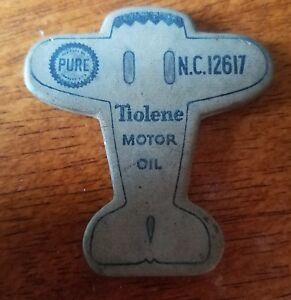 PURE
N.C.12617
Tiolene
MOTOR
OIL